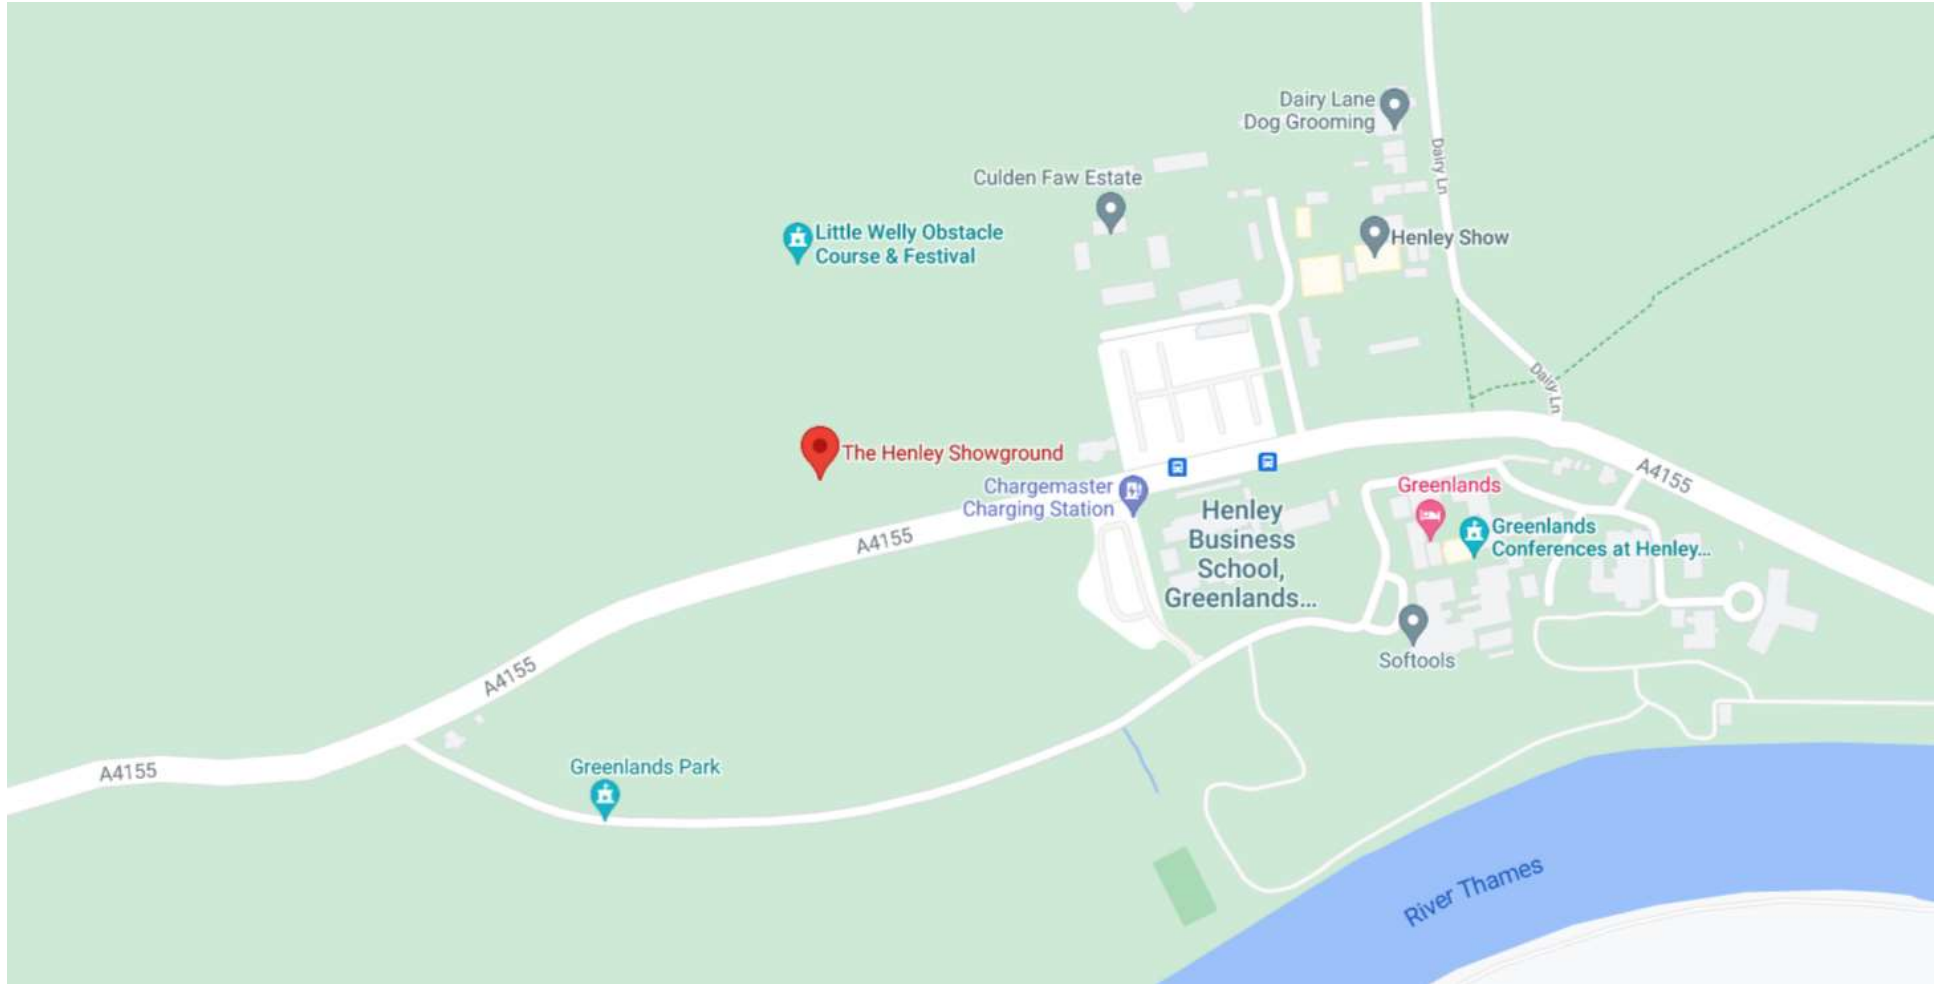 Dairy Lane
Dog Grooming
Dairy Ln
Culden Faw Estate
Little Welly Obstacle
Course & Festival
Henley Show
Dairy Ln
The Henley Showground
A4155
Chargemaster
Charging Station
Greenlands
Henley
Business
School,
Greenlands...
Greenlands
Conferences at Henley...
A4155
A4155
Softools
A4155
Greenlands Park
River Thames